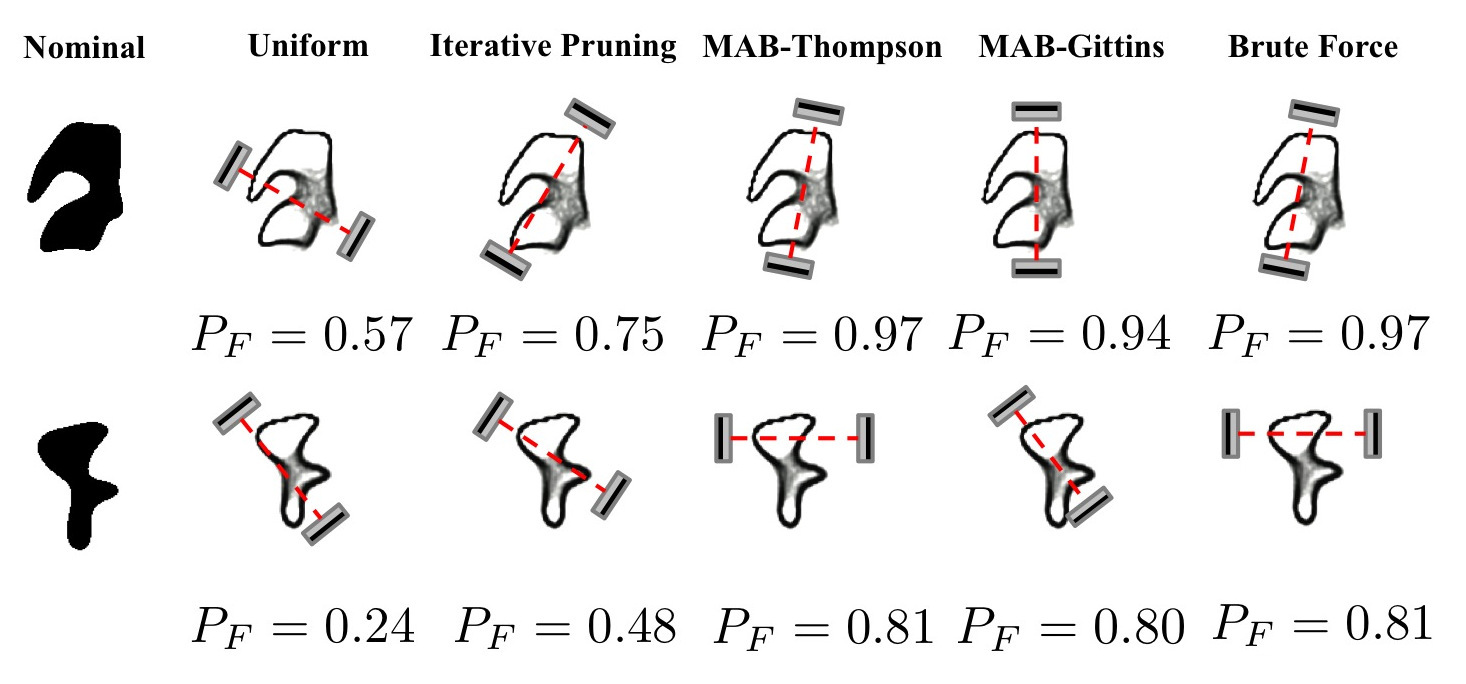 Nominal Uniform Iterative Pruning MAB-Thompson MAB-Gittins Brute Force
P_F = 0.57 P_F = 0.75 P_F = 0.97 P_F = 0.94 P_F = 0.97
P_F = 0.24 P_F = 0.48 P_F = 0.81 P_F = 0.80 P_F = 0.81